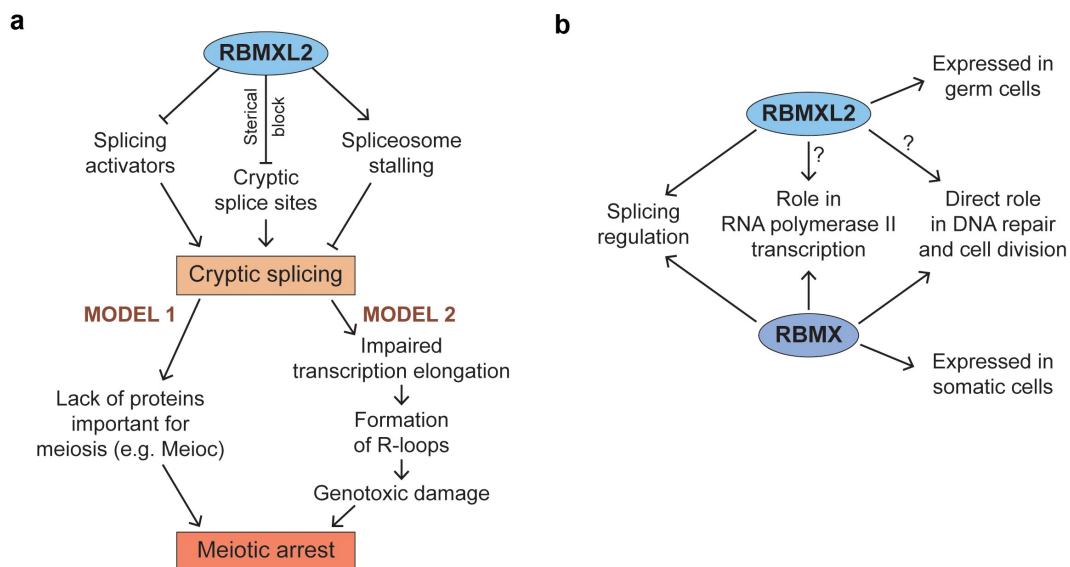 a
RBMXL2
Splicing
activators
Sterical
block
Cryptic
splice sites
Spliceosome
stalling
Cryptic splicing
MODEL 1
MODEL 2
Lack of proteins
important for
meiosis (e.g. Meioc)
Impaired
transcription elongation
Formation
of R-loops
Genotoxic damage
Meiotic arrest
b
RBMXL2
Expressed in
germ cells
?
?
Splicing
regulation
Role in
RNA polymerase II
transcription
Direct role
in DNA repair
and cell division
RBMX
Expressed in
somatic cells